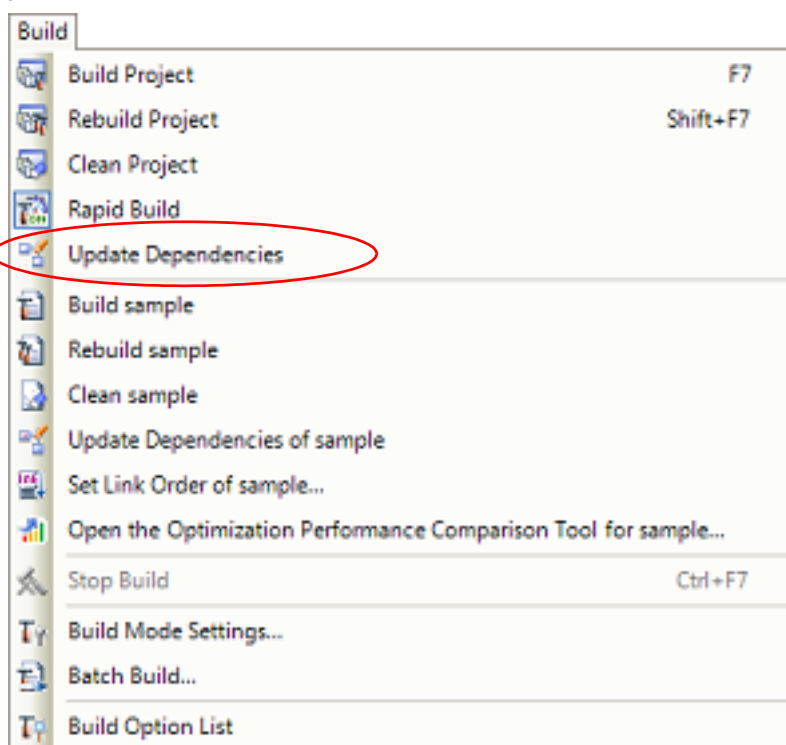 Build
Build Project F7
Rebuild Project Shift+F7
Clean Project
Rapid Build
Update Dependencies
Build sample
Rebuild sample
Clean sample
Update Dependencies of sample
Set Link Order of sample...
Open the Optimization Performance Comparison Tool for sample...
Stop Build Ctrl+F7
Build Mode Settings...
Batch Build...
Build Option List